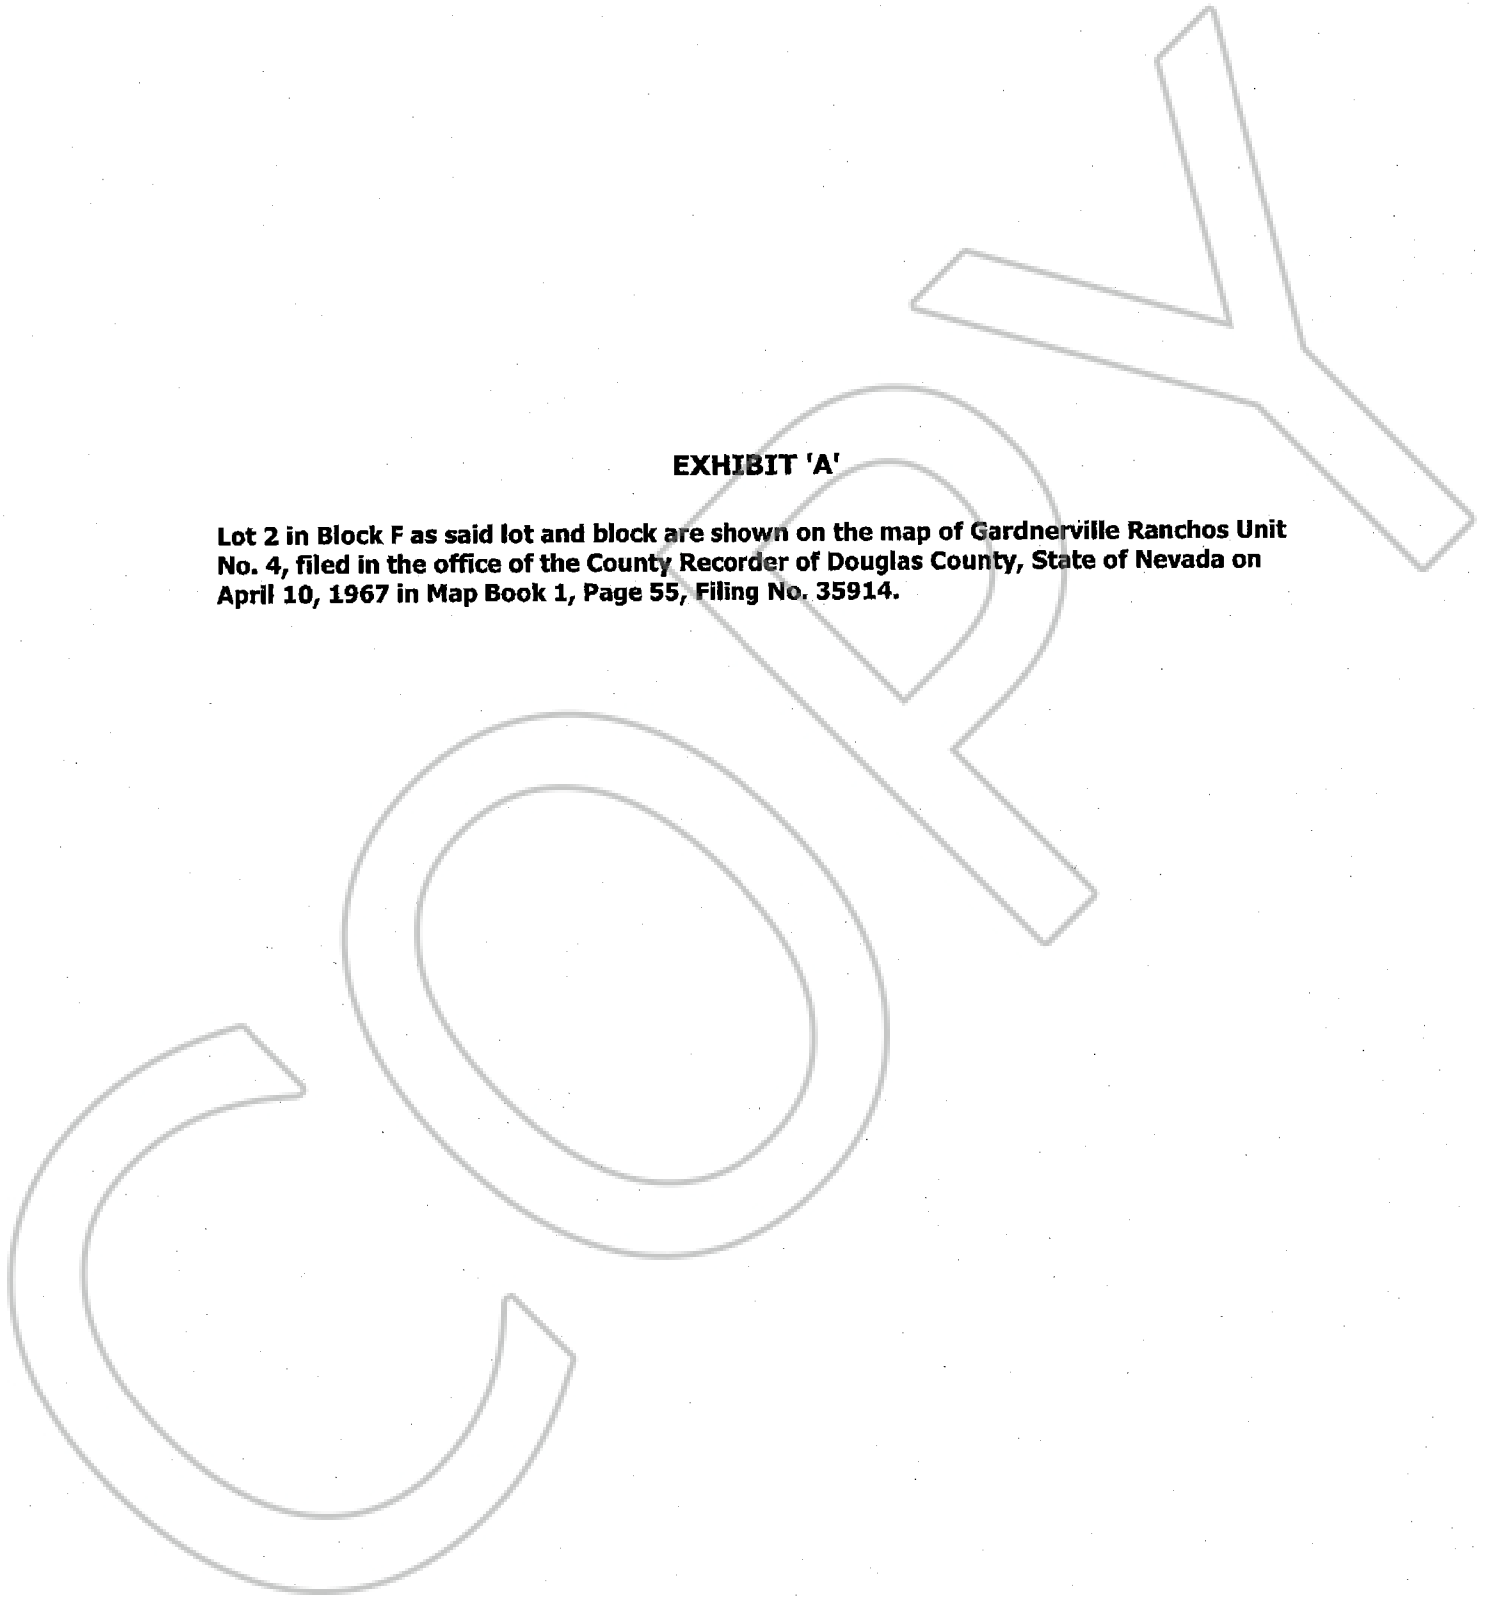 EXHIBIT 'A'
Lot 2 in Block F as said lot and block are shown on the map of Gardnerville Ranchos Unit
No. 4, filed in the office of the County Recorder of Douglas County, State of Nevada on
April 10, 1967 in Map Book 1, Page 55, Filing No. 35914.
COPY